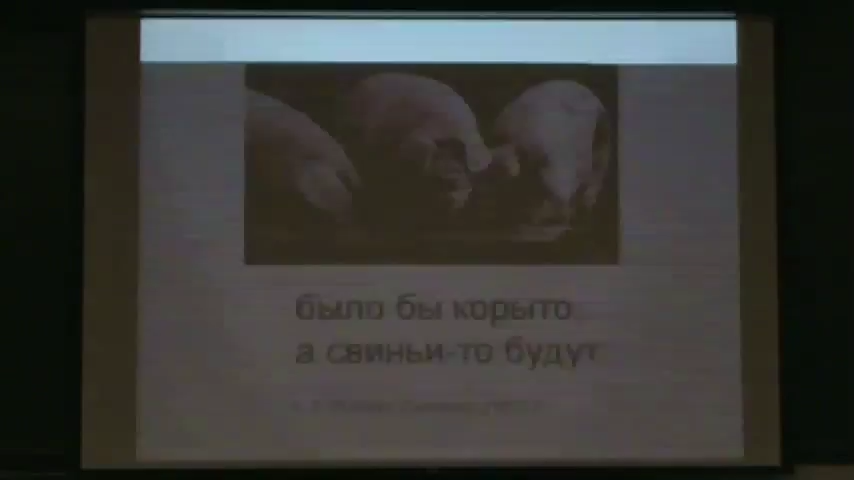 было бы корыто
а свиньи-то будут